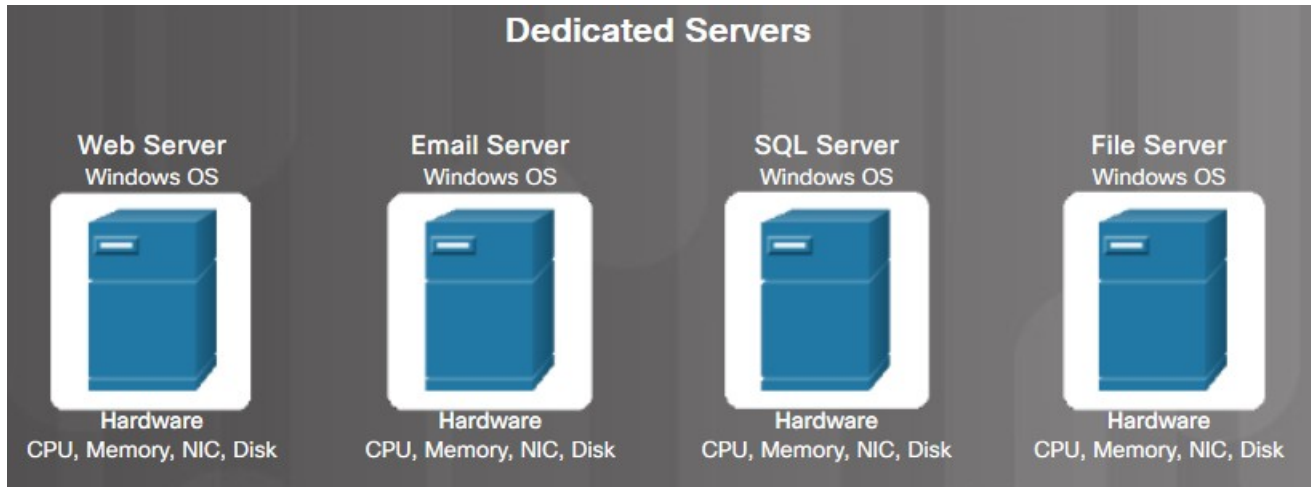 Dedicated Servers
Web Server
Windows OS
Hardware
CPU, Memory, NIC, Disk
Email Server
Windows OS
Hardware
CPU, Memory, NIC, Disk
SQL Server
Windows OS
Hardware
CPU, Memory, NIC, Disk
File Server
Windows OS
Hardware
CPU, Memory, NIC, Disk